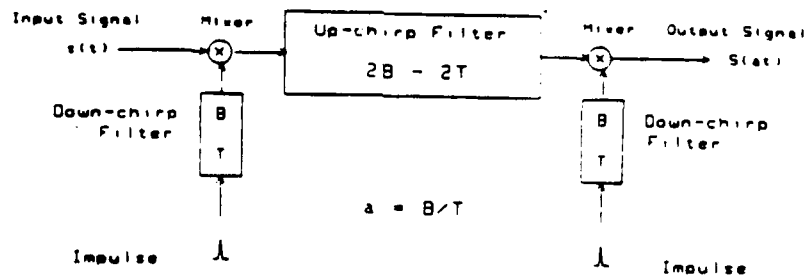 Input Signal
s(t)
Mixer
×
Up-chirp Filter
2B - 2T
Mixer
×
Output Signal
S(at)
Down-chirp
Filter
B
T
B
T
Down-chirp
Filter
a = B/T
Impulse
Impulse